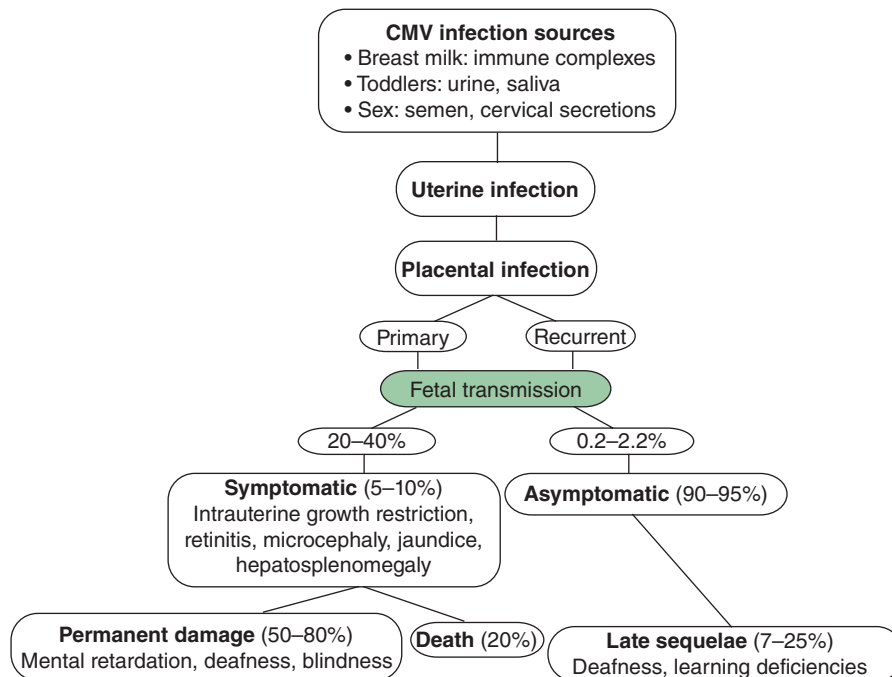 CMV infection sources
• Breast milk: immune complexes
• Toddlers: urine, saliva
• Sex: semen, cervical secretions
Uterine infection
Placental infection
Primary
Recurrent
Fetal transmission
20–40%
0.2–2.2%
Symptomatic (5–10%)
Intrauterine growth restriction,
retinitis, microcephaly, jaundice,
hepatosplenomegaly
Asymptomatic (90–95%)
Permanent damage (50–80%)
Mental retardation, deafness, blindness
Death (20%)
Late sequelae (7–25%)
Deafness, learning deficiencies